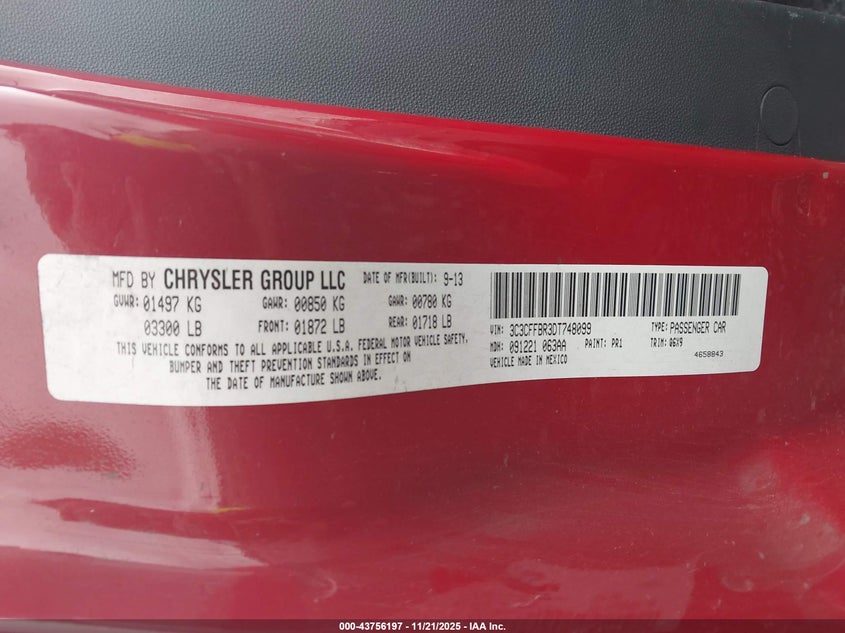 MFD BY CHRYSLER GROUP LLC DATE OF MFR(BUILT): 9-13
GVWR: 01497 KG GAWR: 00850 KG GAWR: 00780 KG
03300 LB FRONT: 01872 LB REAR: 01718 LB
THIS VEHICLE CONFORMS TO ALL APPLICABLE U.S.A. FEDERAL MOTOR VEHICLE SAFETY,
BUMPER AND THEFT PREVENTION STANDARDS IN EFFECT ON
THE DATE OF MANUFACTURE SHOWN ABOVE.
VIN: 3C3CFFBR3DT748099 TYPE: PASSENGER CAR
MDH: 091221 063AA PAINT: PR1 TRIM: 06X9
VEHICLE MADE IN MEXICO 4658843
000-43756197 - 11/21/2025 - IAA Inc.